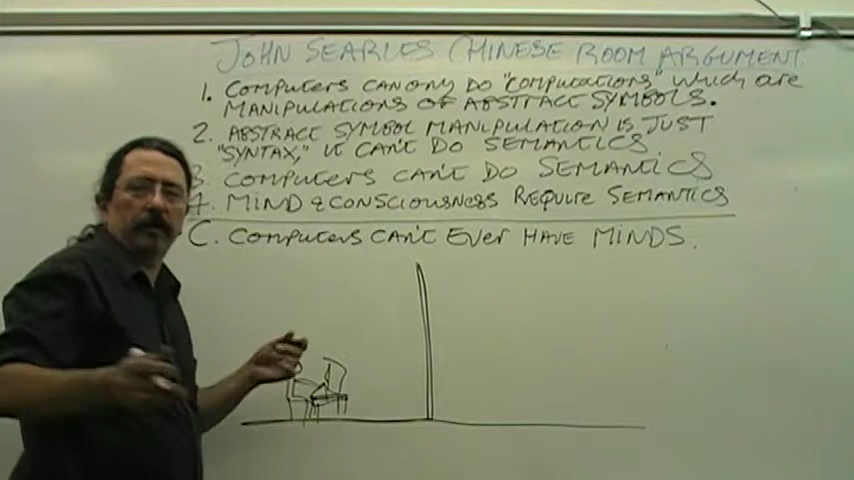 JOHN SEARLES CHINESE ROOM ARGUMENT
1. COMPUTERS CAN ONY DO "COMPUTATIONS" WHICH ARE
MANIPULATIONS OF ABSTRACT SYMBOLS.
2. ABSTRACT SYMBOL MANIPULATION IS JUST
"SYNTAX," IT CAN'T DO SEMANTICS.
3. COMPUTERS CAN'T DO SEMANTICS
4. MIND & CONSCIOUSNESS REQUIRE SEMANTICS
C. COMPUTERS CAN'T EVER HAVE MINDS.